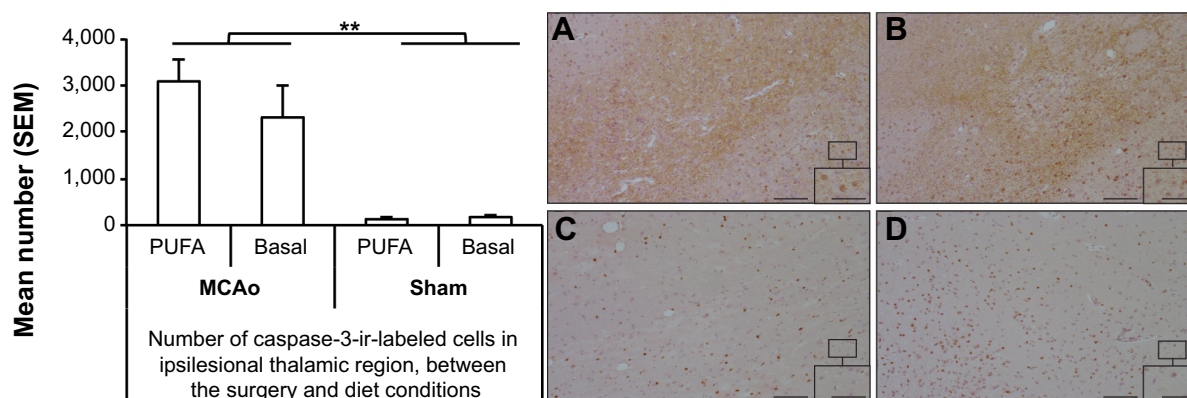 Mean number (SEM)
4,000
3,000
2,000
1,000
0
**
PUFA
Basal
PUFA
Basal
MCAo
Sham
Number of caspase-3-ir-labeled cells in
ipsilesional thalamic region, between
the surgery and diet conditions
A
B
C
D